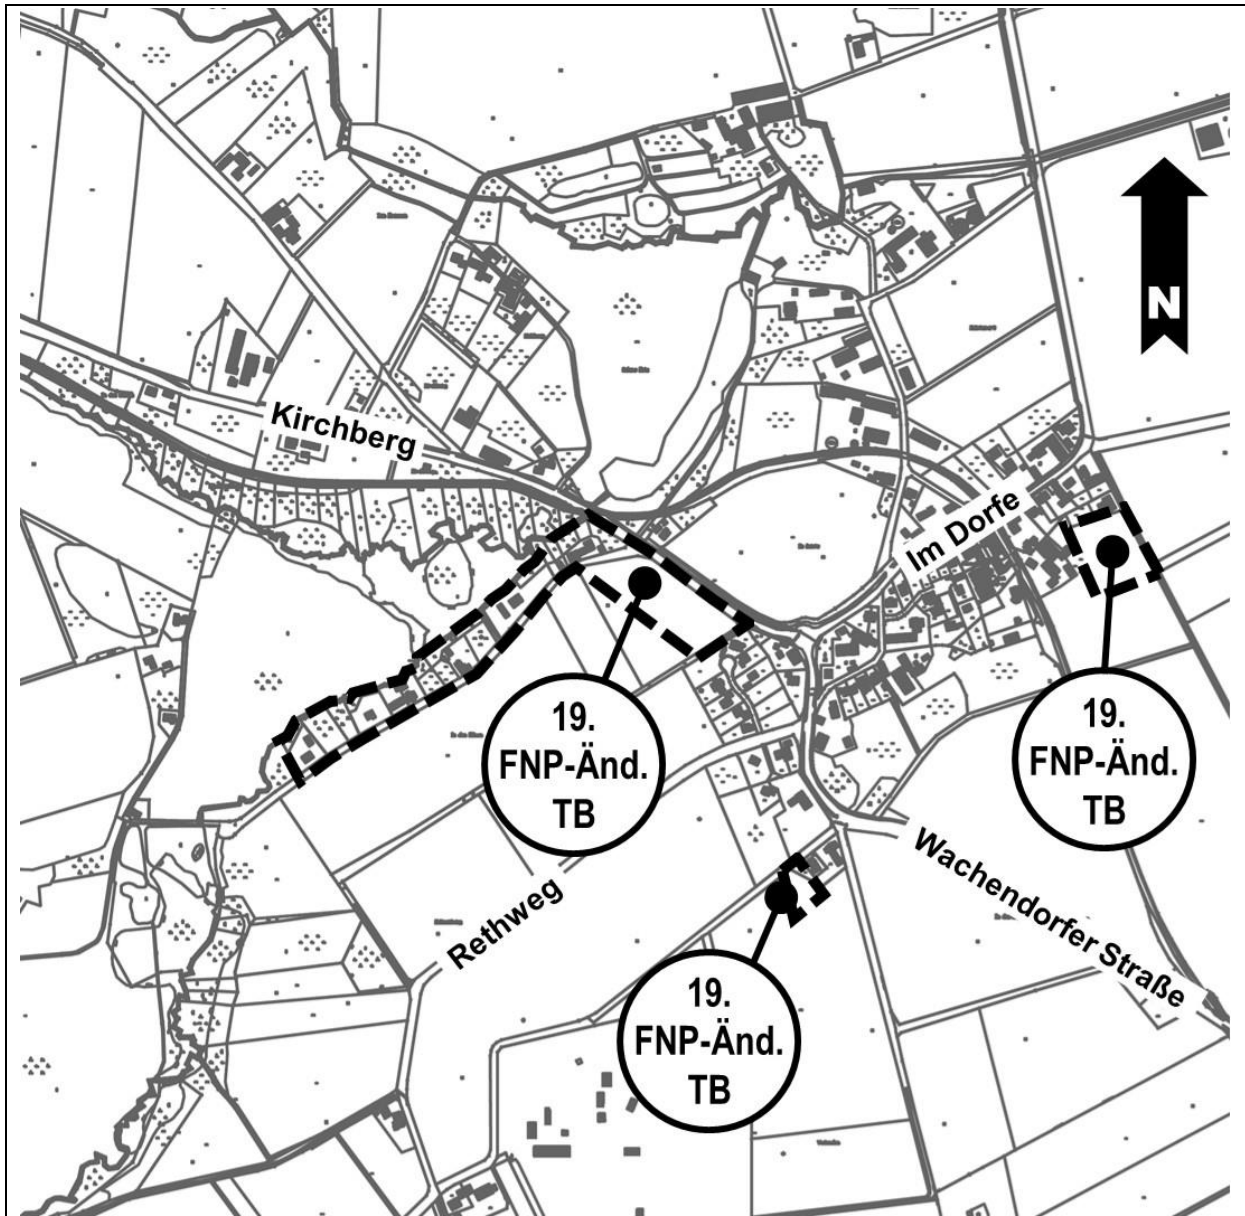 N
Kirchberg
Im Dorfe
19.
FNP-Änd.
TB
19.
FNP-Änd.
TB
Rethweg
Wachendorfer Straße
19.
FNP-Änd.
TB